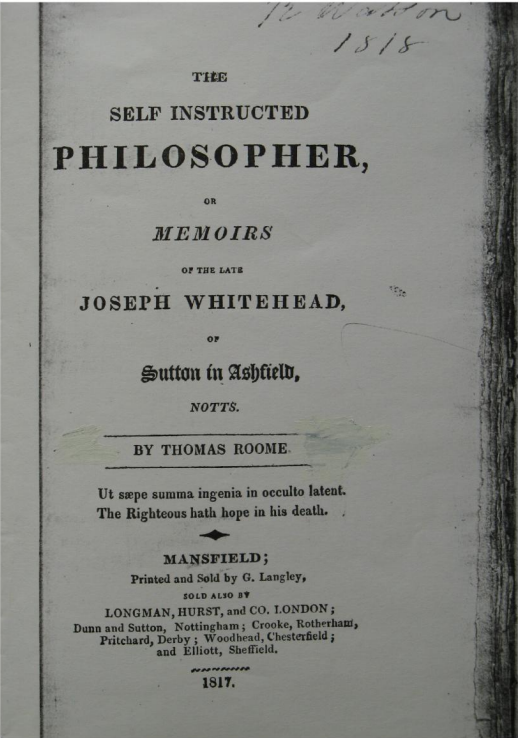 R Watson
1818
THE
SELF INSTRUCTED
PHILOSOPHER,
OR
MEMOIRS
OF THE LATE
JOSEPH WHITEHEAD,
OF
Sutton in Ashfield,
NOTTS.
BY THOMAS ROOME
Ut sæpe summa ingenia in occulto latent.
The Righteous hath hope in his death.
MANSFIELD;
Printed and Sold by G. Langley,
SOLD ALSO BY
LONGMAN, HURST, and CO. LONDON;
Dunn and Sutton, Nottingham; Crooke, Rotherham,
Pritchard, Derby; Woodhead, Chesterfield;
and Elliott, Sheffield.
1817.